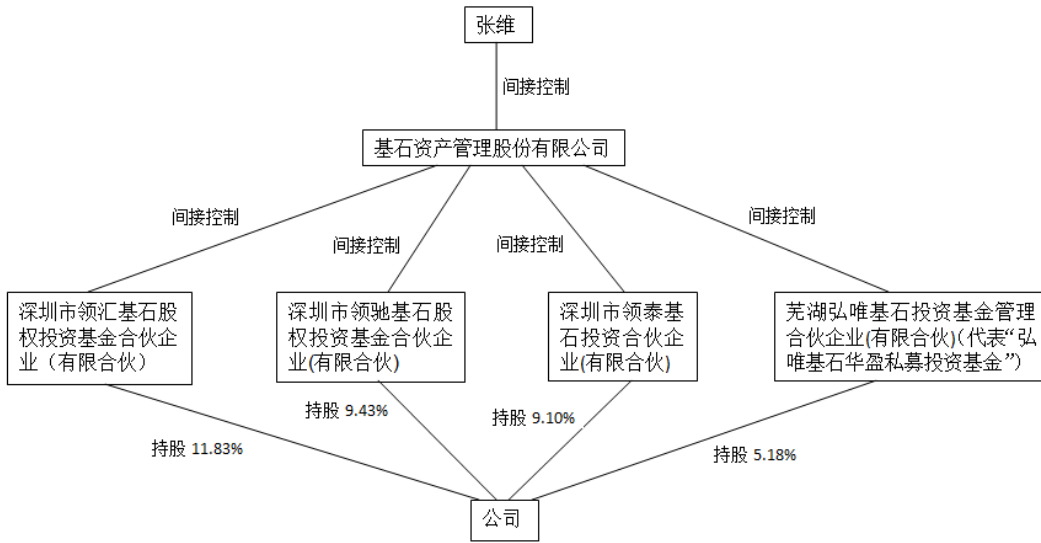 张维
间接控制
基石资产管理股份有限公司
间接控制
间接控制
间接控制
间接控制
深圳市领汇基石股
权投资基金合伙企
业（有限合伙）
深圳市领驰基石股
权投资基金合伙企
业(有限合伙)
深圳市领泰基
石投资合伙企
业(有限合伙)
芜湖弘唯基石投资基金管理
合伙企业(有限合伙)(代表“弘
唯基石华盈私募投资基金”)
持股 11.83%
持股 9.43%
持股 9.10%
持股 5.18%
公司